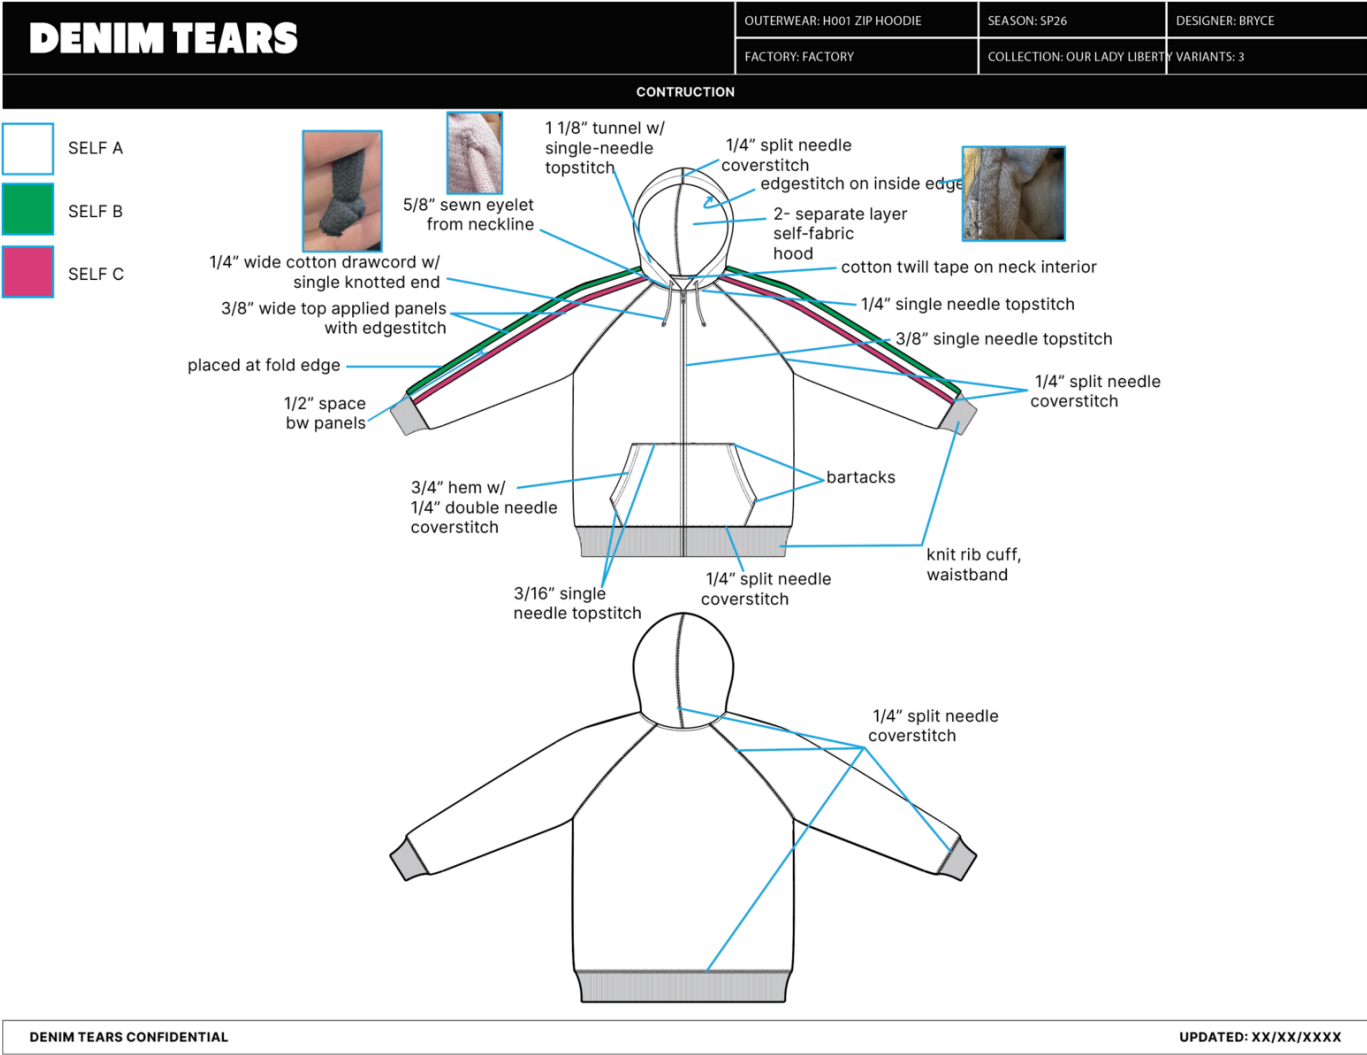 DENIM TEARS
OUTERWEAR: H001 ZIP HOODIE
SEASON: SP26
DESIGNER: BRYCE
FACTORY: FACTORY
COLLECTION: OUR LADY LIBERTY
VARIANTS: 3
CONTRUCTION
SELF A
SELF B
SELF C
1 1/8” tunnel w/
single-needle
topstitch
1/4” split needle
coverstitch
edgestitch on inside edge
5/8” sewn eyelet
from neckline
2- separate layer
self-fabric
hood
1/4” wide cotton drawcord w/
single knotted end
cotton twill tape on neck interior
3/8” wide top applied panels
with edgestitch
1/4” single needle topstitch
3/8” single needle topstitch
placed at fold edge
1/4” split needle
coverstitch
1/2” space
bw panels
bartacks
3/4” hem w/
1/4” double needle
coverstitch
knit rib cuff,
waistband
3/16” single
needle topstitch
1/4” split needle
coverstitch
1/4” split needle
coverstitch
DENIM TEARS CONFIDENTIAL
UPDATED: XX/XX/XXXX